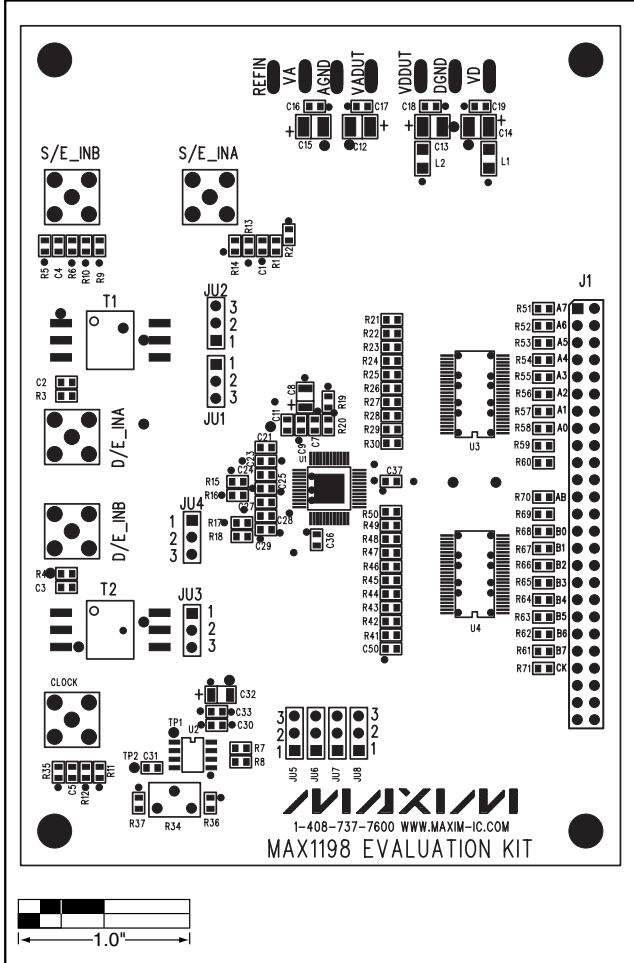 REFIN VA AGND VADUT VDDUT DGND VD
C16 C17 C18 C19
+ C15 C12 + + C13 + C14
L2 L1
S/E_INB S/E_INA
R5 C4 R6 R10 R9
R14 R13 C1 R1 R2
J1
T1
JU2
3
2
1
1
2
3
JU1
C2
R3
D/E_INA
R21
R22
R23
R24
R25
R26
R27
R28
R29
R30
U3
R51 A7
R52 A6
R53 A5
R54 A4
R55 A3
R56 A2
R57 A1
R58 A0
R59
R60
C8
+
R19
C11 C9 C7 R20
C21
C23
C24
C25
U1
R15
R16
C27
C28
C29
R17
R18
C36
C37
D/E_INB
JU4
1
2
3
R4
C3
T2
JU3
1
2
3
R50
R49
R48
R47
R46
R45
R44
R43
R42
R41
C50
U4
R70 AB
R69
R68 B0
R67 B1
R66 B2
R65 B3
R64 B4
R63 B5
R62 B6
R61 B7
R71 CK
CLOCK
+ C32
C33
C30
TP1
U2
TP2 C31
R7
R8
R35 C5 R12 R11
R37 R34 R36
3 3
2 2
1 1
JU5 JU6 JU7 JU8
MAXIM
1-408-737-7600 WWW.MAXIM-IC.COM
MAX1198 EVALUATION KIT
1.0"